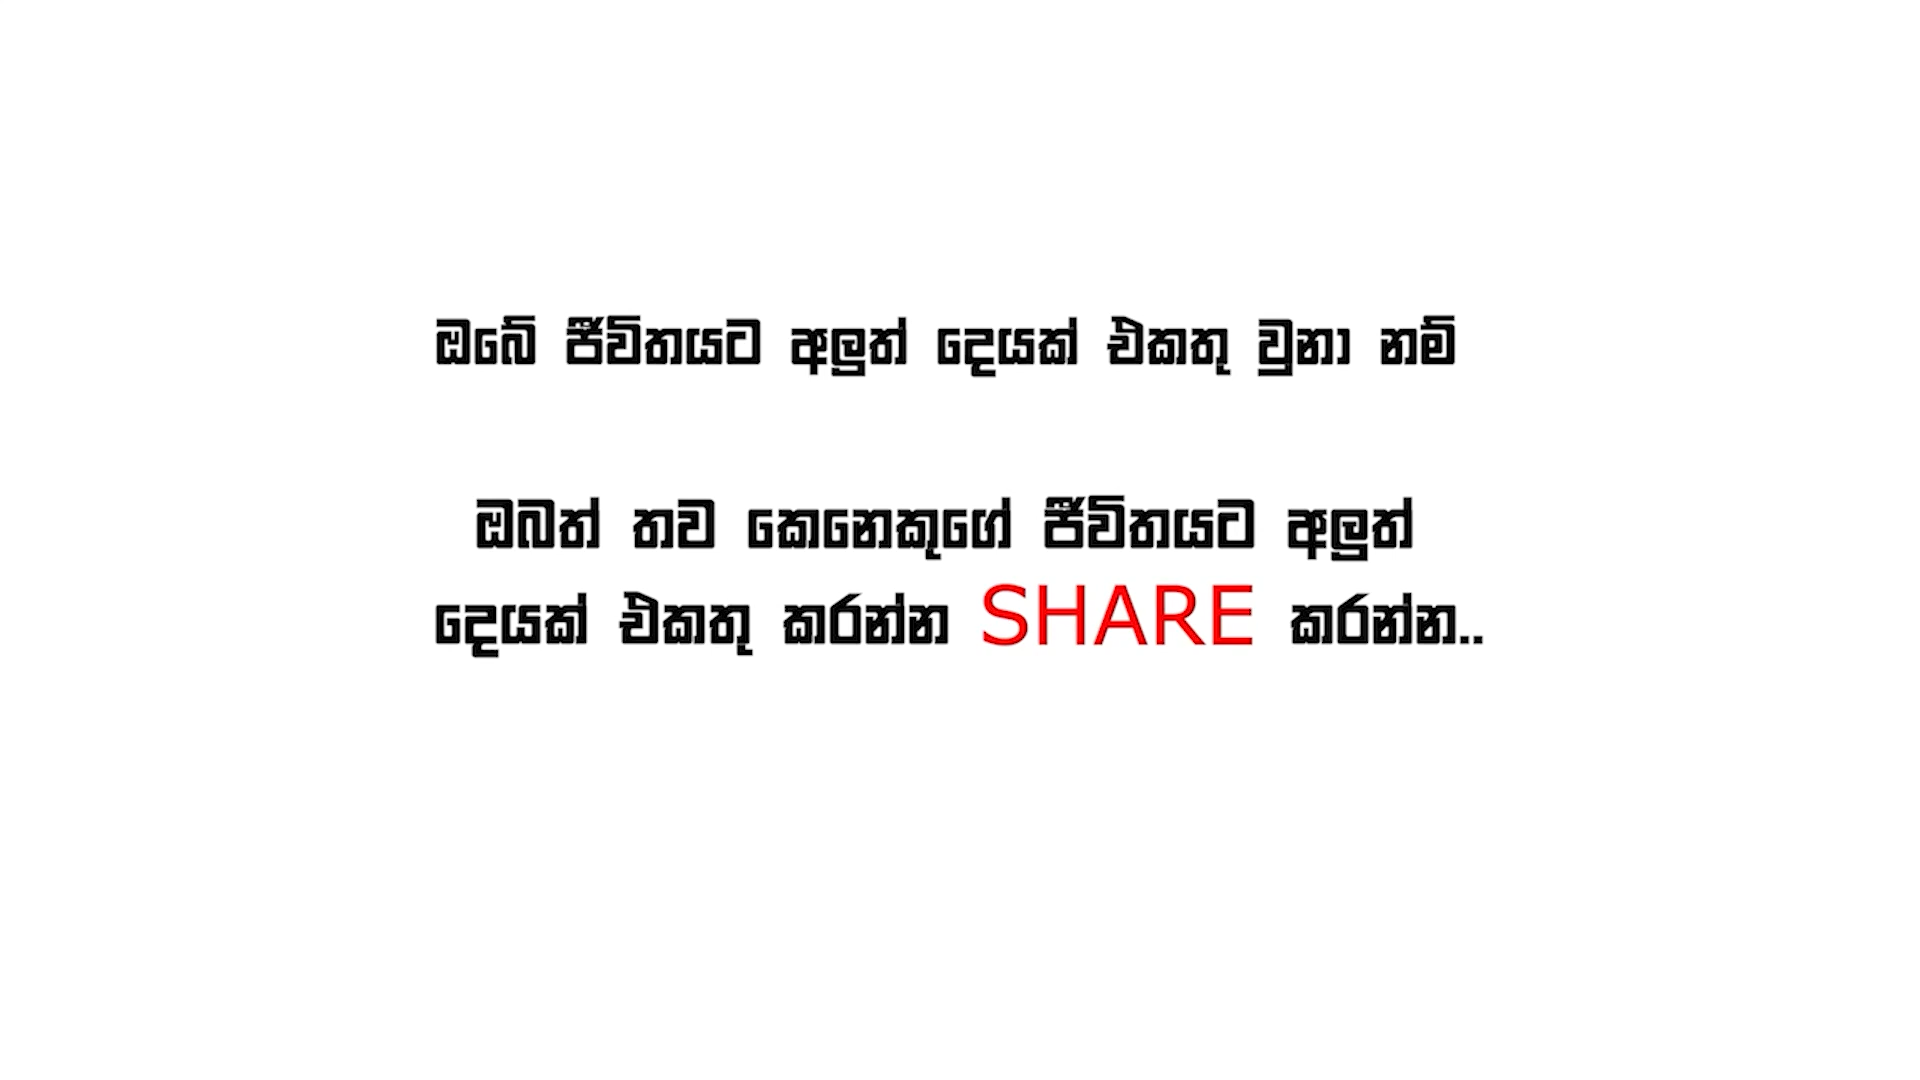 ඔබේ ජීවිතයට අලුත් දෙයක් එකතු වුනා නම්
ඔබත් තව කෙනෙකුගේ ජීවිතයට අලුත්
දෙයක් එකතු කරන්න SHARE කරන්න..